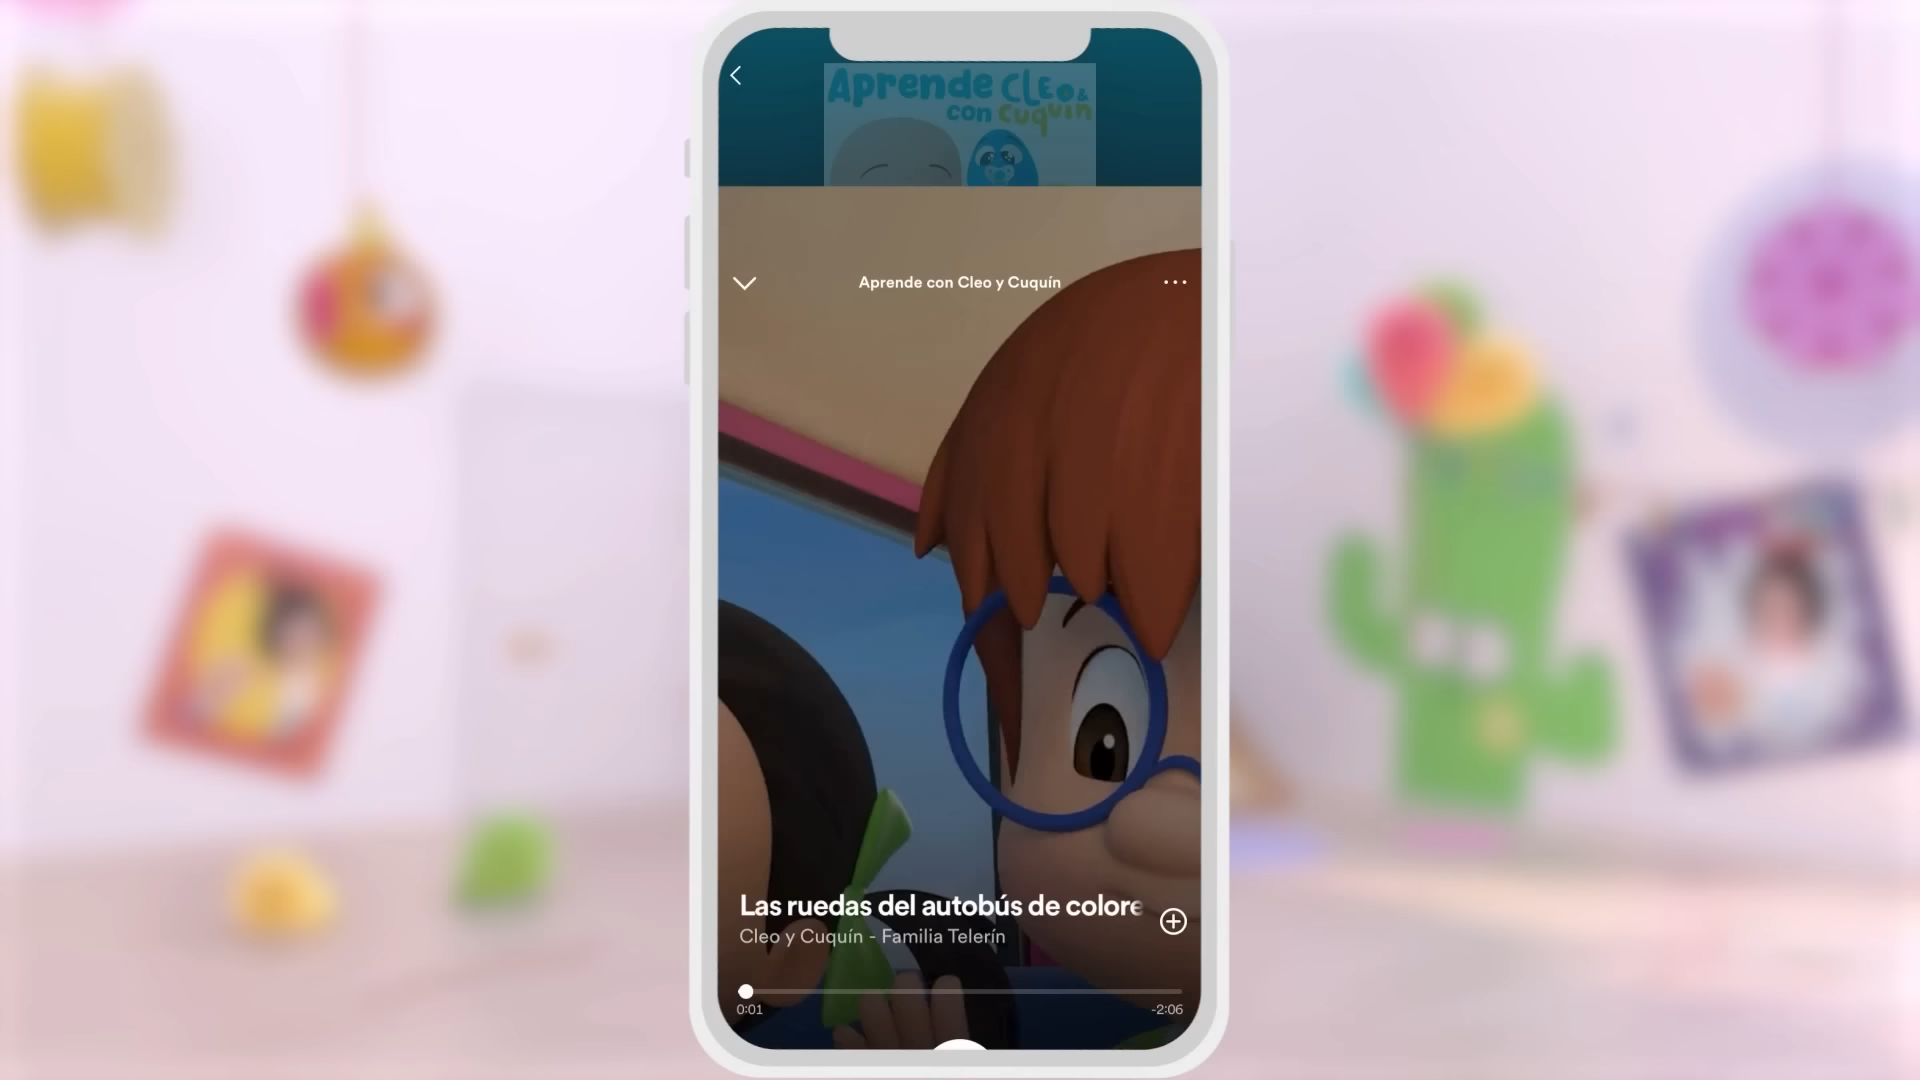 Aprende CLEO &
con cuquín
Aprende con Cleo y Cuquín
Las ruedas del autobús de colore
Cleo y Cuquín - Familia Telerín
0:01
-2:06